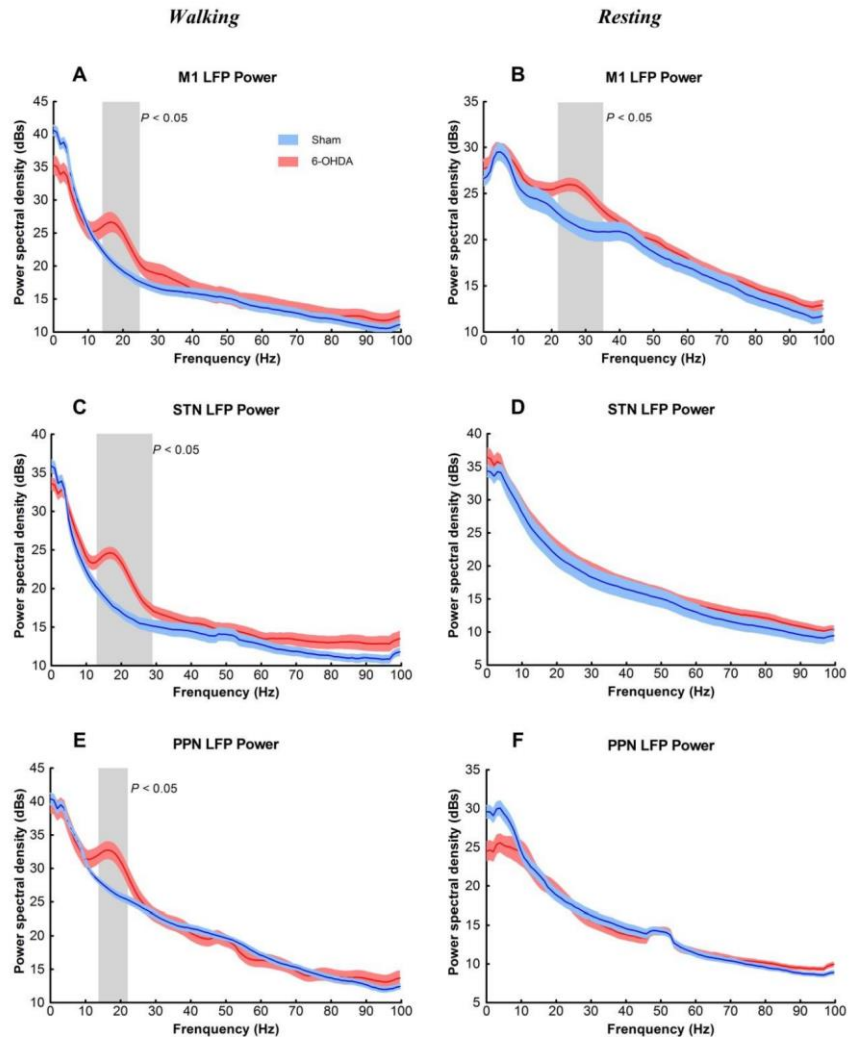 Walking
Resting
A M1 LFP Power
45
40
35
30
25
20
15
10
0 10 20 30 40 50 60 70 80 90 100
Power spectral density (dBs)
Frenquency (Hz)
P < 0.05
Sham
6-OHDA
B M1 LFP Power
35
30
25
20
15
10
0 10 20 30 40 50 60 70 80 90 100
Power spectral density (dBs)
Frenquency (Hz)
P < 0.05
C STN LFP Power
40
35
30
25
20
15
10
0 10 20 30 40 50 60 70 80 90 100
Power spectral density (dBs)
Frenquency (Hz)
P < 0.05
D STN LFP Power
40
35
30
25
20
15
10
5
0 10 20 30 40 50 60 70 80 90 100
Power spectral density (dBs)
Frenquency (Hz)
E PPN LFP Power
45
40
35
30
25
20
15
10
0 10 20 30 40 50 60 70 80 90 100
Power spectral density (dBs)
Frenquency (Hz)
P < 0.05
F PPN LFP Power
35
30
25
20
15
10
5
0 10 20 30 40 50 60 70 80 90 100
Power spectral density (dBs)
Frenquency (Hz)